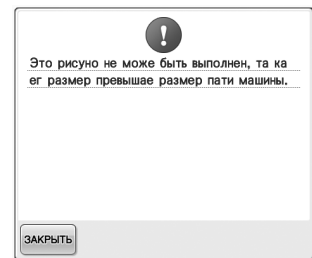 Это рисуно не може быть выполнен, та ка
ег размер превышае размер пати машины.
ЗАКРЫТЬ